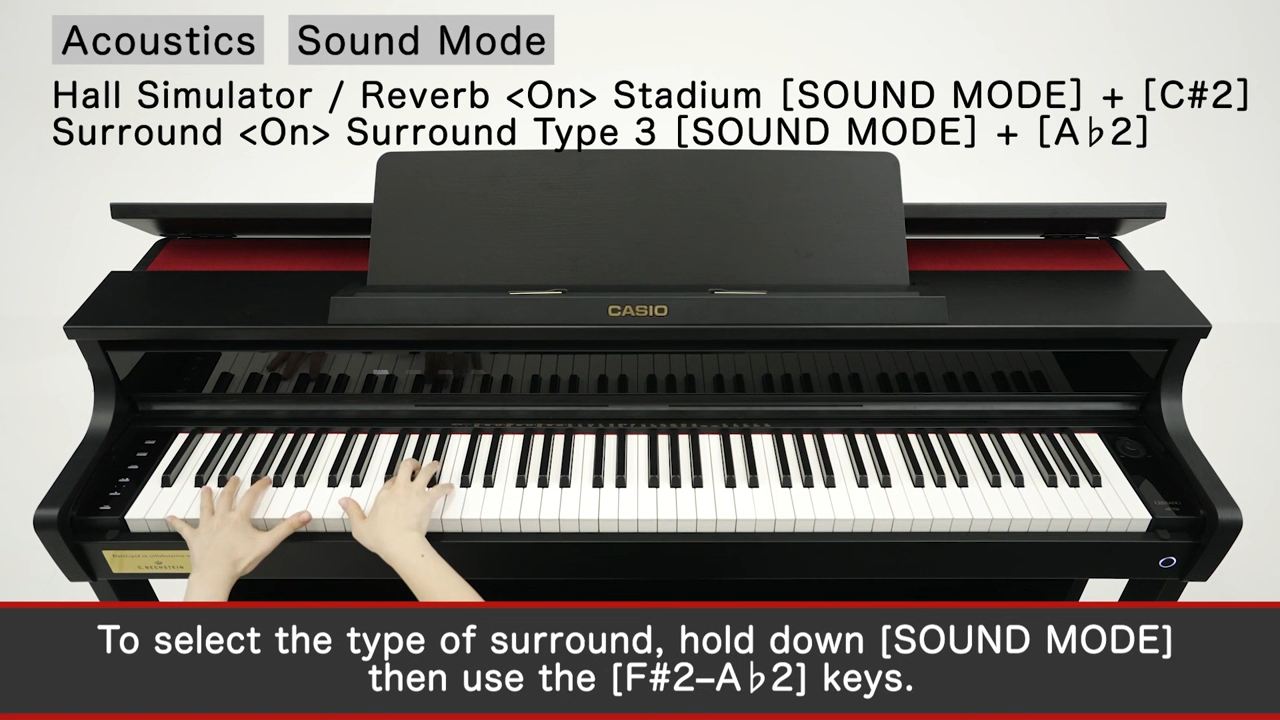 Acoustics Sound Mode
Hall Simulator / Reverb <On> Stadium [SOUND MODE] + [C#2]
Surround <On> Surround Type 3 [SOUND MODE] + [A♭2]
CASIO
C. BECHSTEIN
To select the type of surround, hold down [SOUND MODE]
then use the [F#2–A♭2] keys.